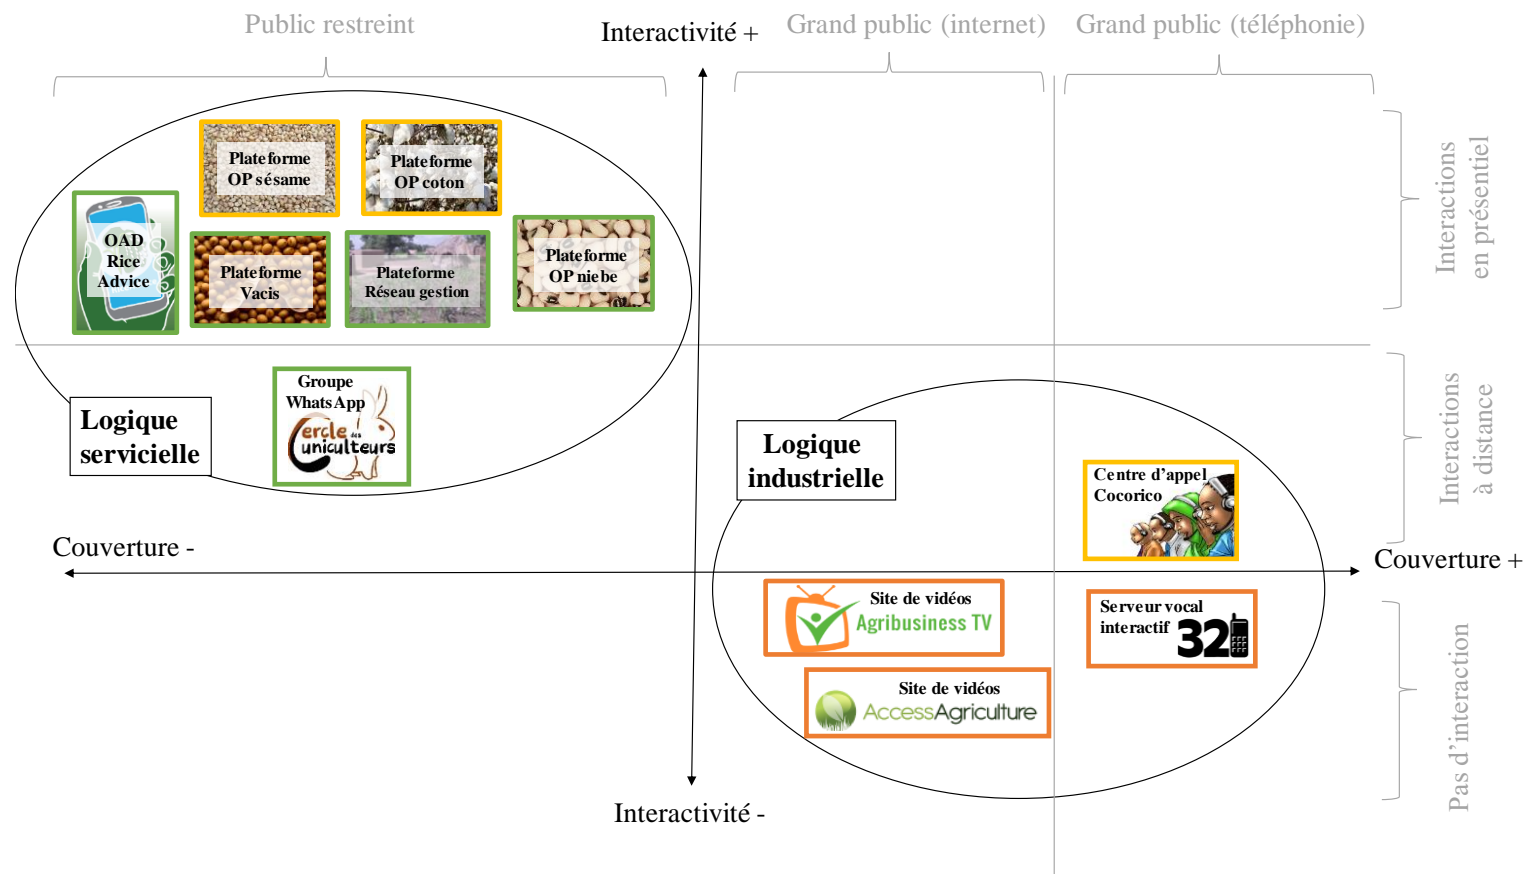 Public restreint
Interactivité +
Grand public (internet)
Grand public (téléphonie)
Plateforme
OP sésame
Plateforme
OP coton
OAD
Rice
Advice
Plateforme
Vacis
Plateforme
Réseau gestion
Plateforme
OP niebe
Interactions
en présentiel
Groupe
WhatsApp
Cercle des
Cuniculteurs
Logique
servicielle
Logique
industrielle
Centre d'appel
Cocorico
Interactions
à distance
Couverture -
Couverture +
Site de vidéos
Agribusiness TV
Serveur vocal
interactif
321
Site de vidéos
AccessAgriculture
Pas d'interaction
Interactivité -